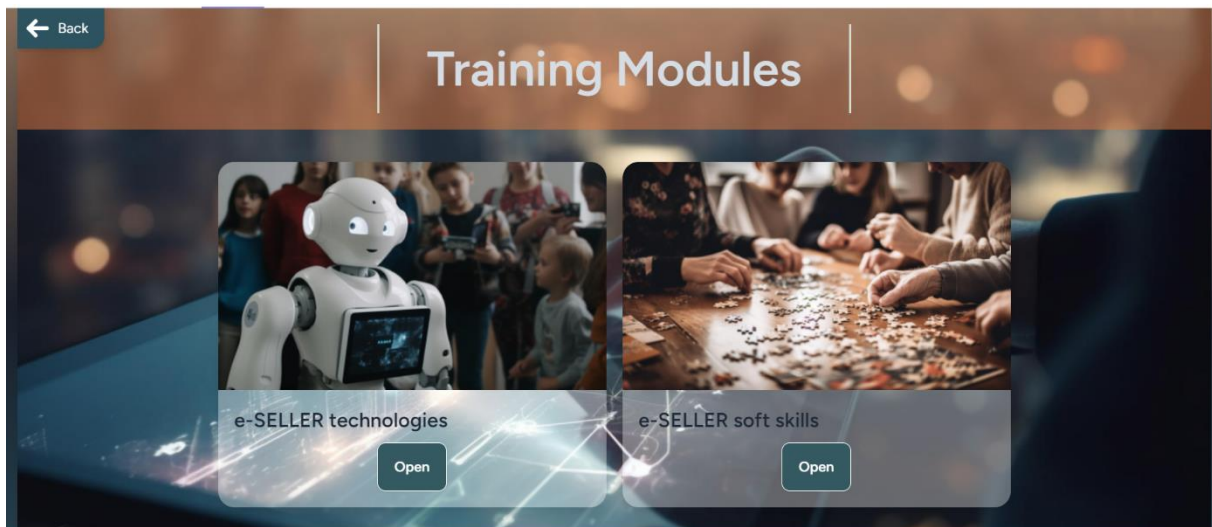 Back
Training Modules
e-SELLER technologies
e-SELLER soft skills
Open
Open